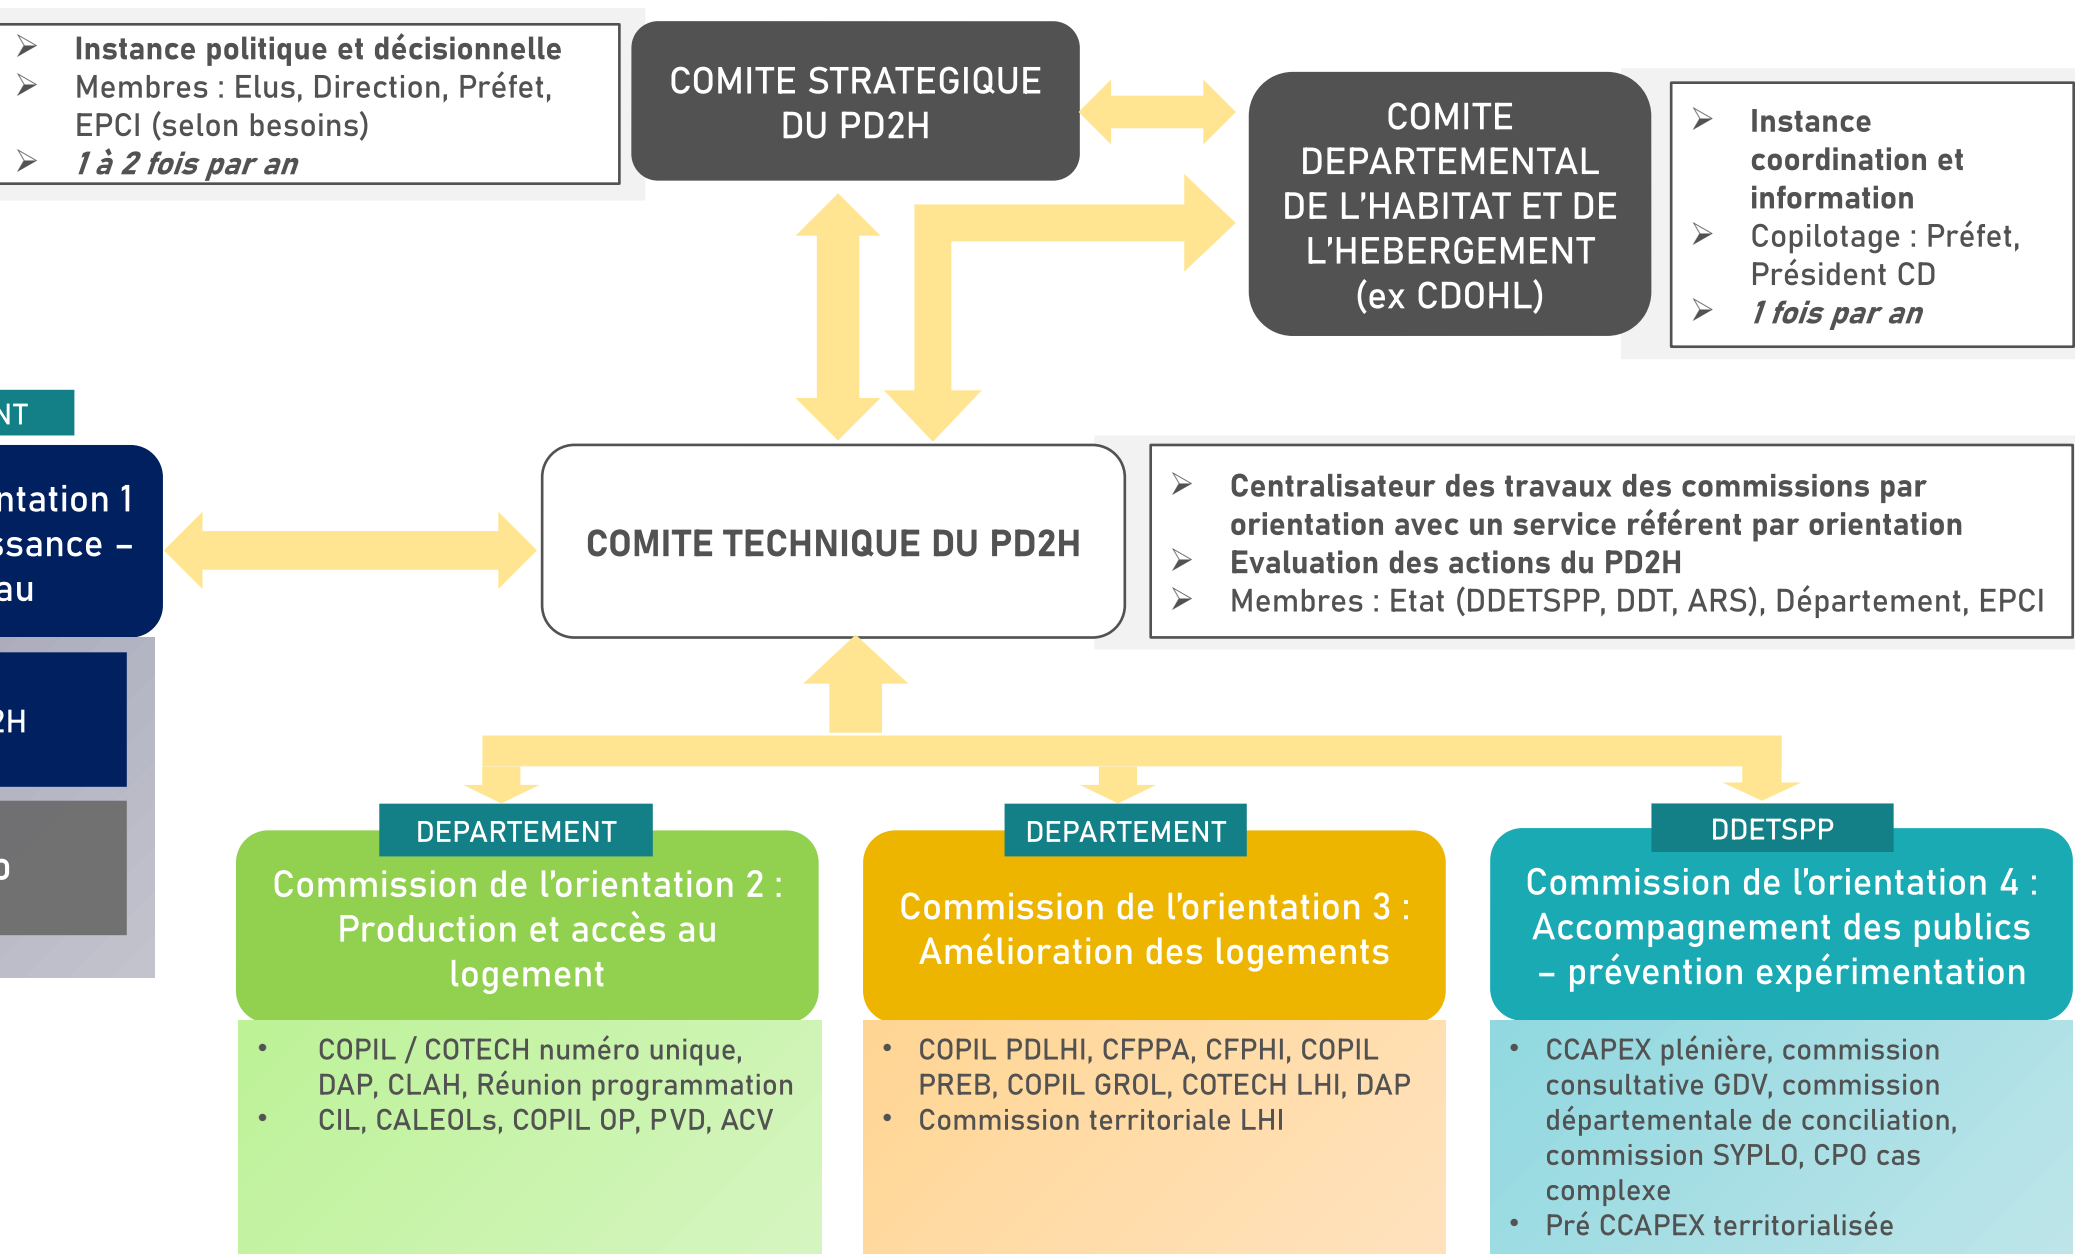 Instance politique et décisionnelle
Membres : Elus, Direction, Préfet,
EPCI (selon besoins)
1 à 2 fois par an
COMITE STRATEGIQUE
DU PD2H
COMITE
DEPARTEMENTAL
DE L’HABITAT ET DE
L’HEBERGEMENT
(ex CDOHL)
Instance
coordination et
information
Copilotage : Préfet,
Président CD
1 fois par an
NT
ntation 1
ssance –
au
2H
COMITE TECHNIQUE DU PD2H
Centralisateur des travaux des commissions par
orientation avec un service référent par orientation
Evaluation des actions du PD2H
Membres : Etat (DDETSPP, DDT, ARS), Département, EPCI
DEPARTEMENT
Commission de l’orientation 2 :
Production et accès au
logement
COPIL / COTECH numéro unique,
DAP, CLAH, Réunion programmation
CIL, CALEOLs, COPIL OP, PVD, ACV
DEPARTEMENT
Commission de l’orientation 3 :
Amélioration des logements
COPIL PDLHI, CFPPA, CFPHI, COPIL
PREB, COPIL GROL, COTECH LHI, DAP
Commission territoriale LHI
DDETSPP
Commission de l’orientation 4 :
Accompagnement des publics
– prévention expérimentation
CCAPEX plénière, commission
consultative GDV, commission
départementale de conciliation,
commission SYPLO, CPO cas
complexe
Pré CCAPEX territorialisée